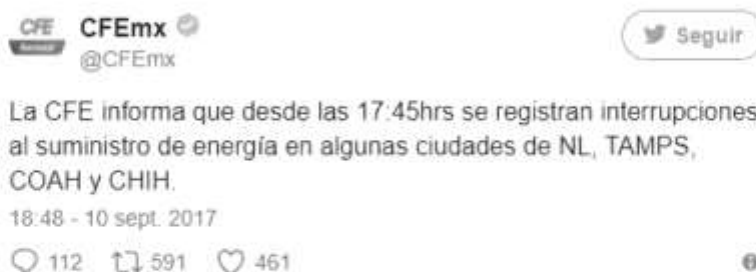 CFE
CFEmx
@CFEmx
Seguir
La CFE informa que desde las 17:45hrs se registran interrupciones
al suministro de energía en algunas ciudades de NL, TAMPS,
COAH y CHIH.
18:48 - 10 sept. 2017
112 591 461